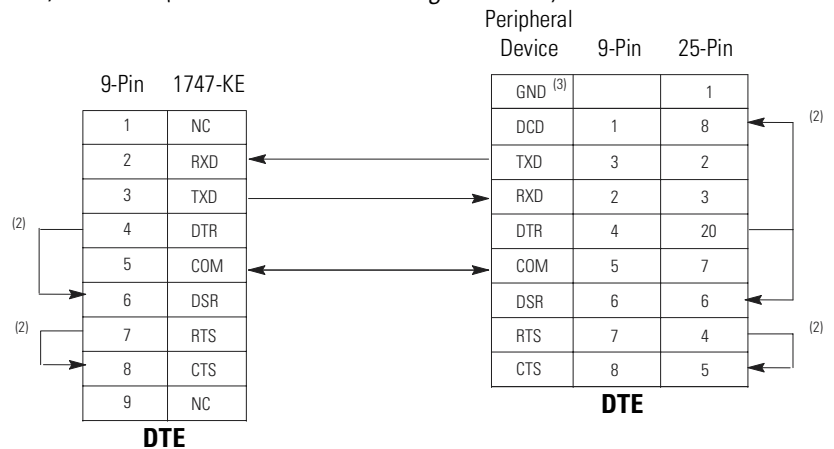 Peripheral
Device 9-Pin 25-Pin
9-Pin 1747-KE
GND (3) 1
DCD 1 8 (2)
TXD 3 2
RXD 2 3
DTR 4 20
COM 5 7
DSR 6 6
RTS 7 4 (2)
CTS 8 5
DTE
1 NC
2 RXD
3 TXD
(2) 4 DTR
5 COM
6 DSR
(2) 7 RTS
8 CTS
9 NC
DTE